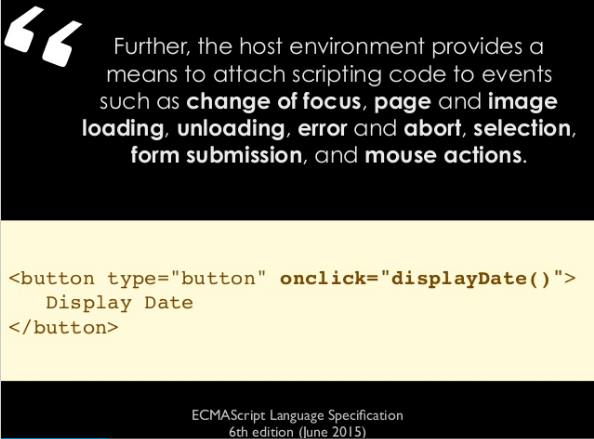 “
Further, the host environment provides a
means to attach scripting code to events
such as change of focus, page and image
loading, unloading, error and abort, selection,
form submission, and mouse actions.
<button type="button" onclick="displayDate()">
Display Date
</button>
ECMAScript Language Specification
6th edition (June 2015)